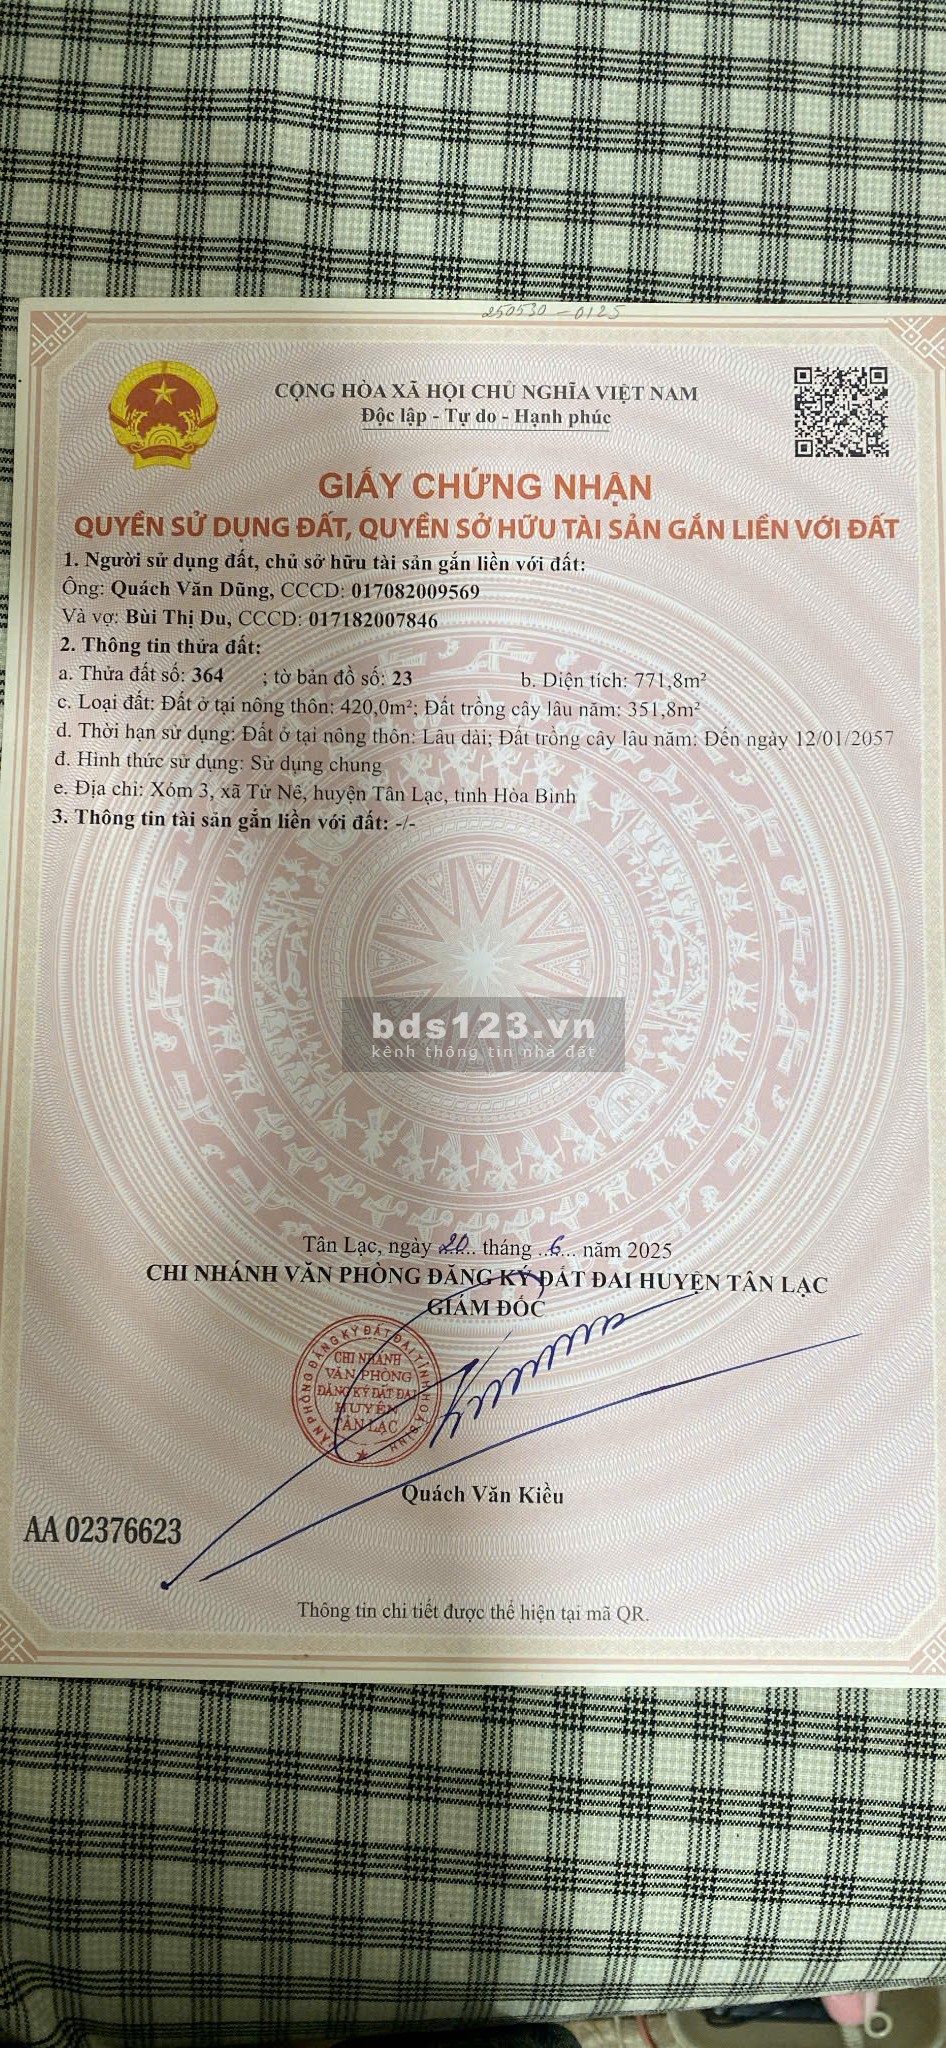 250530-0125
CỘNG HÒA XÃ HỘI CHỦ NGHĨA VIỆT NAM
Độc lập - Tự do - Hạnh phúc
GIẤY CHỨNG NHẬN
QUYỀN SỬ DỤNG ĐẤT, QUYỀN SỞ HỮU TÀI SẢN GẮN LIỀN VỚI ĐẤT
1. Người sử dụng đất, chủ sở hữu tài sản gắn liền với đất:
Ông: Quách Văn Dũng, CCCD: 017082009569
Và vợ: Bùi Thị Du, CCCD: 017182007846
2. Thông tin thửa đất:
a. Thửa đất số: 364 ; tờ bản đồ số: 23 b. Diện tích: 771,8m²
c. Loại đất: Đất ở tại nông thôn: 420,0m²; Đất trồng cây lâu năm: 351,8m²
d. Thời hạn sử dụng: Đất ở tại nông thôn: Lâu dài; Đất trồng cây lâu năm: Đến ngày 12/01/2057
đ. Hình thức sử dụng: Sử dụng chung
e. Địa chỉ: Xóm 3, xã Tử Nê, huyện Tân Lạc, tỉnh Hòa Bình
3. Thông tin tài sản gắn liền với đất: -/-
bds123.vn
kênh thông tin nhà đất
Tân Lạc, ngày 20 tháng 6 năm 2025
CHI NHÁNH VĂN PHÒNG ĐĂNG KÝ ĐẤT ĐAI HUYỆN TÂN LẠC
GIÁM ĐỐC
VĂN PHÒNG ĐĂNG KÝ ĐẤT ĐAI TỈNH HOÀ BÌNH
CHI NHÁNH
VĂN PHÒNG
ĐĂNG KÝ ĐẤT ĐAI
HUYỆN
TÂN LẠC
Quách Văn Kiều
AA 02376623
Thông tin chi tiết được thể hiện tại mã QR.